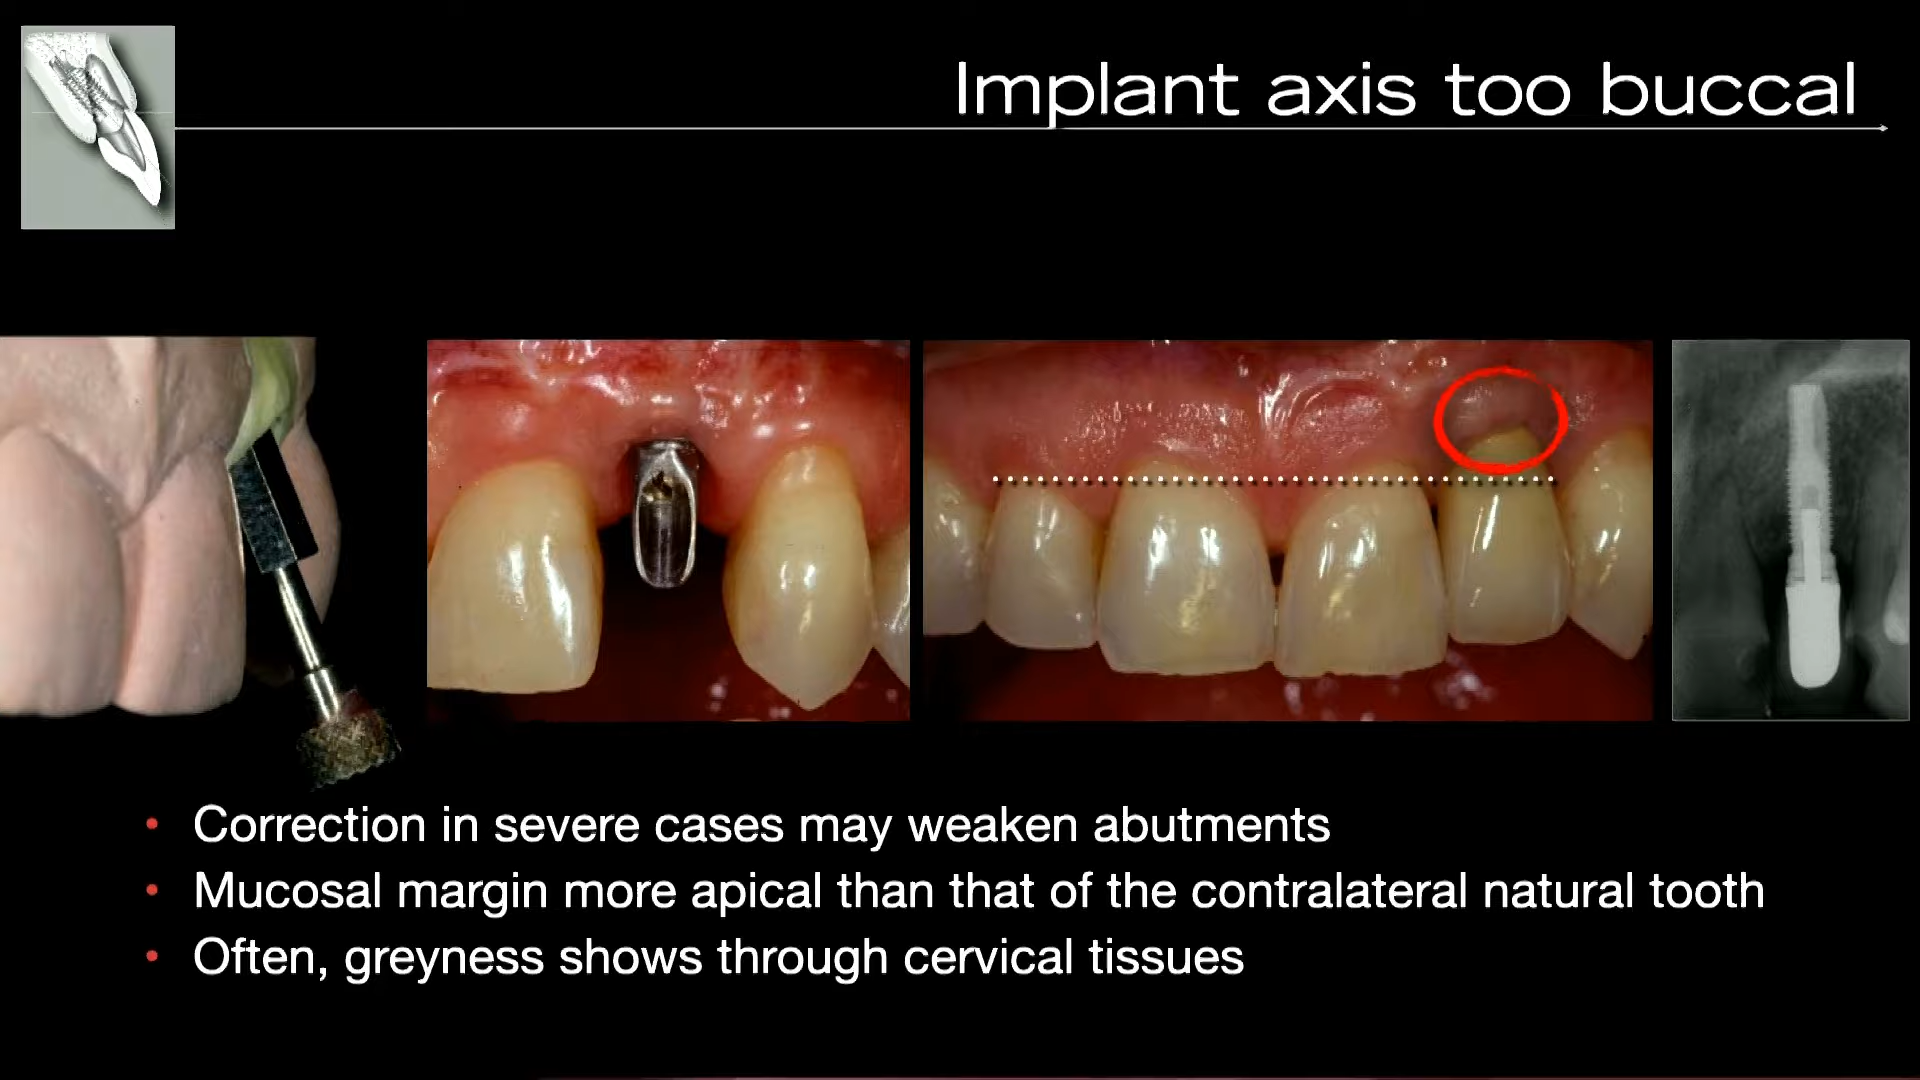 Implant axis too buccal
• Correction in severe cases may weaken abutments
• Mucosal margin more apical than that of the contralateral natural tooth
• Often, greyness shows through cervical tissues